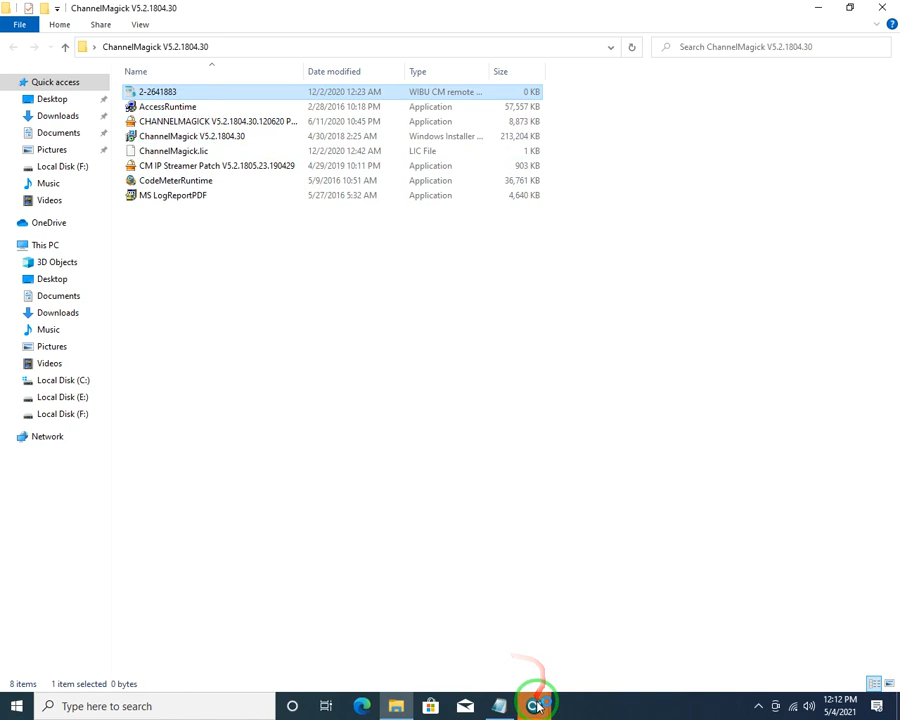 ChannelMagick V5.2.1804.30
File Home Share View
ChannelMagick V5.2.1804.30
Search ChannelMagick V5.2.1804.30
Name Date modified Type Size
2-2641883 12/2/2020 12:23 AM WIBU CM remote ... 0 KB
AccessRuntime 2/28/2016 10:18 PM Application 57,557 KB
CHANNELMAGICK V5.2.1804.30.120620 P... 6/11/2020 10:45 PM Application 8,873 KB
ChannelMagick V5.2.1804.30 4/30/2018 2:25 AM Windows Installer ... 213,204 KB
ChannelMagick.lic 12/2/2020 12:42 AM LIC File 1 KB
CM IP Streamer Patch V5.2.1805.23.190429 4/29/2019 10:11 PM Application 903 KB
CodeMeterRuntime 5/9/2016 10:51 AM Application 36,761 KB
MS LogReportPDF 5/27/2016 5:32 AM Application 4,640 KB
Quick access
Desktop
Downloads
Documents
Pictures
Local Disk (F:)
Music
Videos
OneDrive
This PC
3D Objects
Desktop
Documents
Downloads
Music
Pictures
Videos
Local Disk (C:)
Local Disk (E:)
Local Disk (F:)
Network
8 items 1 item selected 0 bytes
Type here to search
12:12 PM
5/4/2021